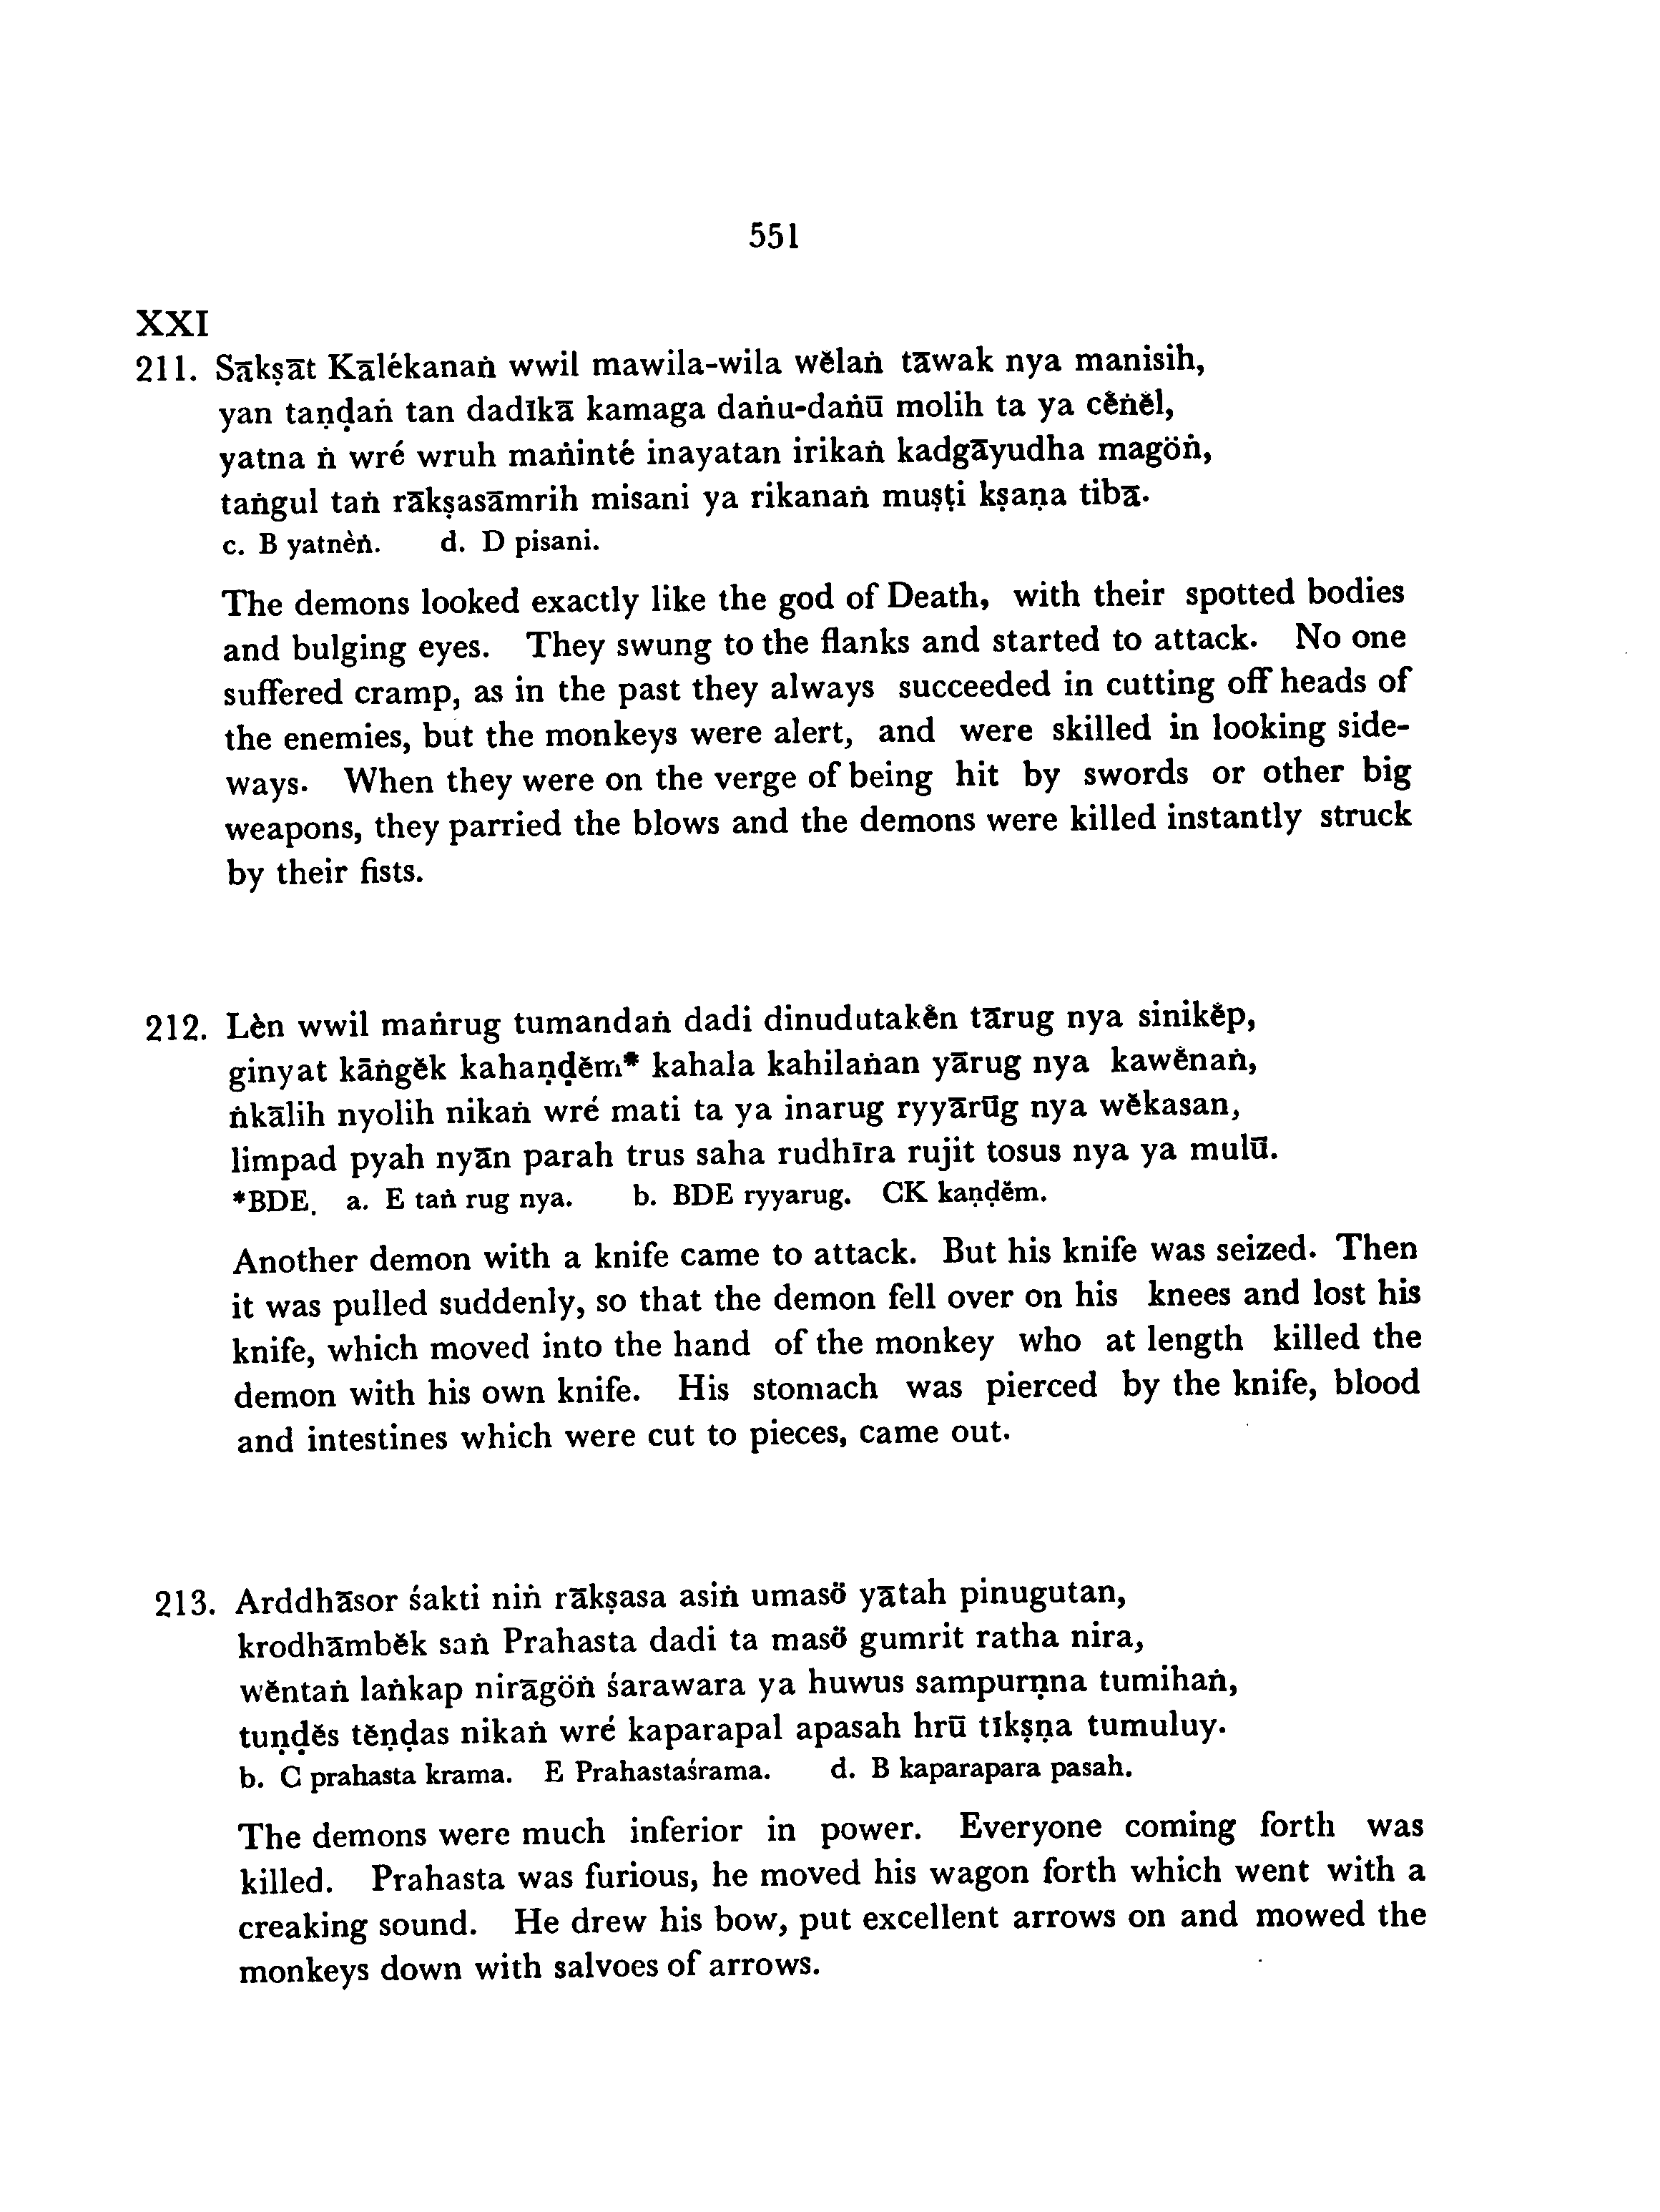 551
XXI
211. Sākṣāt Kālékanaṅ wwil mawila-wila wĕlaṅ tāwak nya manisih,
yan taṇḍaṅ tan dadīkā kamaga daṅu-daṅū molih ta ya cĕṅĕl,
yatna ṅ wré wruh maṅinté inayatan irikaṅ kadgāyudha magöṅ,
taṅgul taṅ rākṣasāmrih misani ya rikanaṅ muṣṭi kṣaṇa tibā.
c. B yatnèṅ. d. D pisani.
The demons looked exactly like the god of Death, with their spotted bodies
and bulging eyes. They swung to the flanks and started to attack. No one
suffered cramp, as in the past they always succeeded in cutting off heads of
the enemies, but the monkeys were alert, and were skilled in looking side-
ways. When they were on the verge of being hit by swords or other big
weapons, they parried the blows and the demons were killed instantly struck
by their fists.
212. Lèn wwil maṅrug tumandaṅ dadi dinudutakĕn tārug nya sinikĕp,
ginyat kāṅgĕk kahaṇḍĕm* kahala kahilaṅan yārug nya kawĕnaṅ,
ṅkālih nyolih nikaṅ wré mati ta ya inarug ryyārūg nya wĕkasan,
limpad pyah nyān parah trus saha rudhīra rujit tosus nya ya mulū.
*BDE. a. E taṅ rug nya. b. BDE ryyarug. CK kaṇḍĕm.
Another demon with a knife came to attack. But his knife was seized. Then
it was pulled suddenly, so that the demon fell over on his knees and lost his
knife, which moved into the hand of the monkey who at length killed the
demon with his own knife. His stomach was pierced by the knife, blood
and intestines which were cut to pieces, came out.
213. Arddhāsor śakti niṅ rākṣasa asiṅ umasö yātah pinugutan,
krodhāmbĕk saṅ Prahasta dadi ta masö gumrit ratha nira,
wĕntaṅ laṅkap nirāgöṅ śarawara ya huwus sampurṇna tumihaṅ,
tuṇḍĕs tĕṇḍas nikaṅ wré kaparapal apasah hrū tīkṣṇa tumuluy.
b. C prahasta krama. E Prahastaśrama. d. B kaparapara pasah.
The demons were much inferior in power. Everyone coming forth was
killed. Prahasta was furious, he moved his wagon forth which went with a
creaking sound. He drew his bow, put excellent arrows on and mowed the
monkeys down with salvoes of arrows.